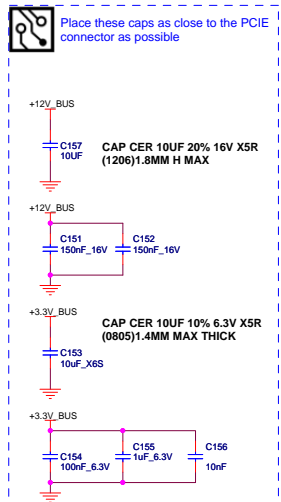 Place these caps as close to the PCIE
connector as possible
+12V_BUS
C157
10UF
CAP CER 10UF 20% 16V X5R
(1206)1.8MM H MAX
+12V_BUS
C151
150nF_16V
C152
150nF_16V
+3.3V_BUS
CAP CER 10UF 10% 6.3V X5R
(0805)1.4MM MAX THICK
C153
10uF_X6S
+3.3V_BUS
C154
100nF_6.3V
C155
1uF_6.3V
C156
10nF